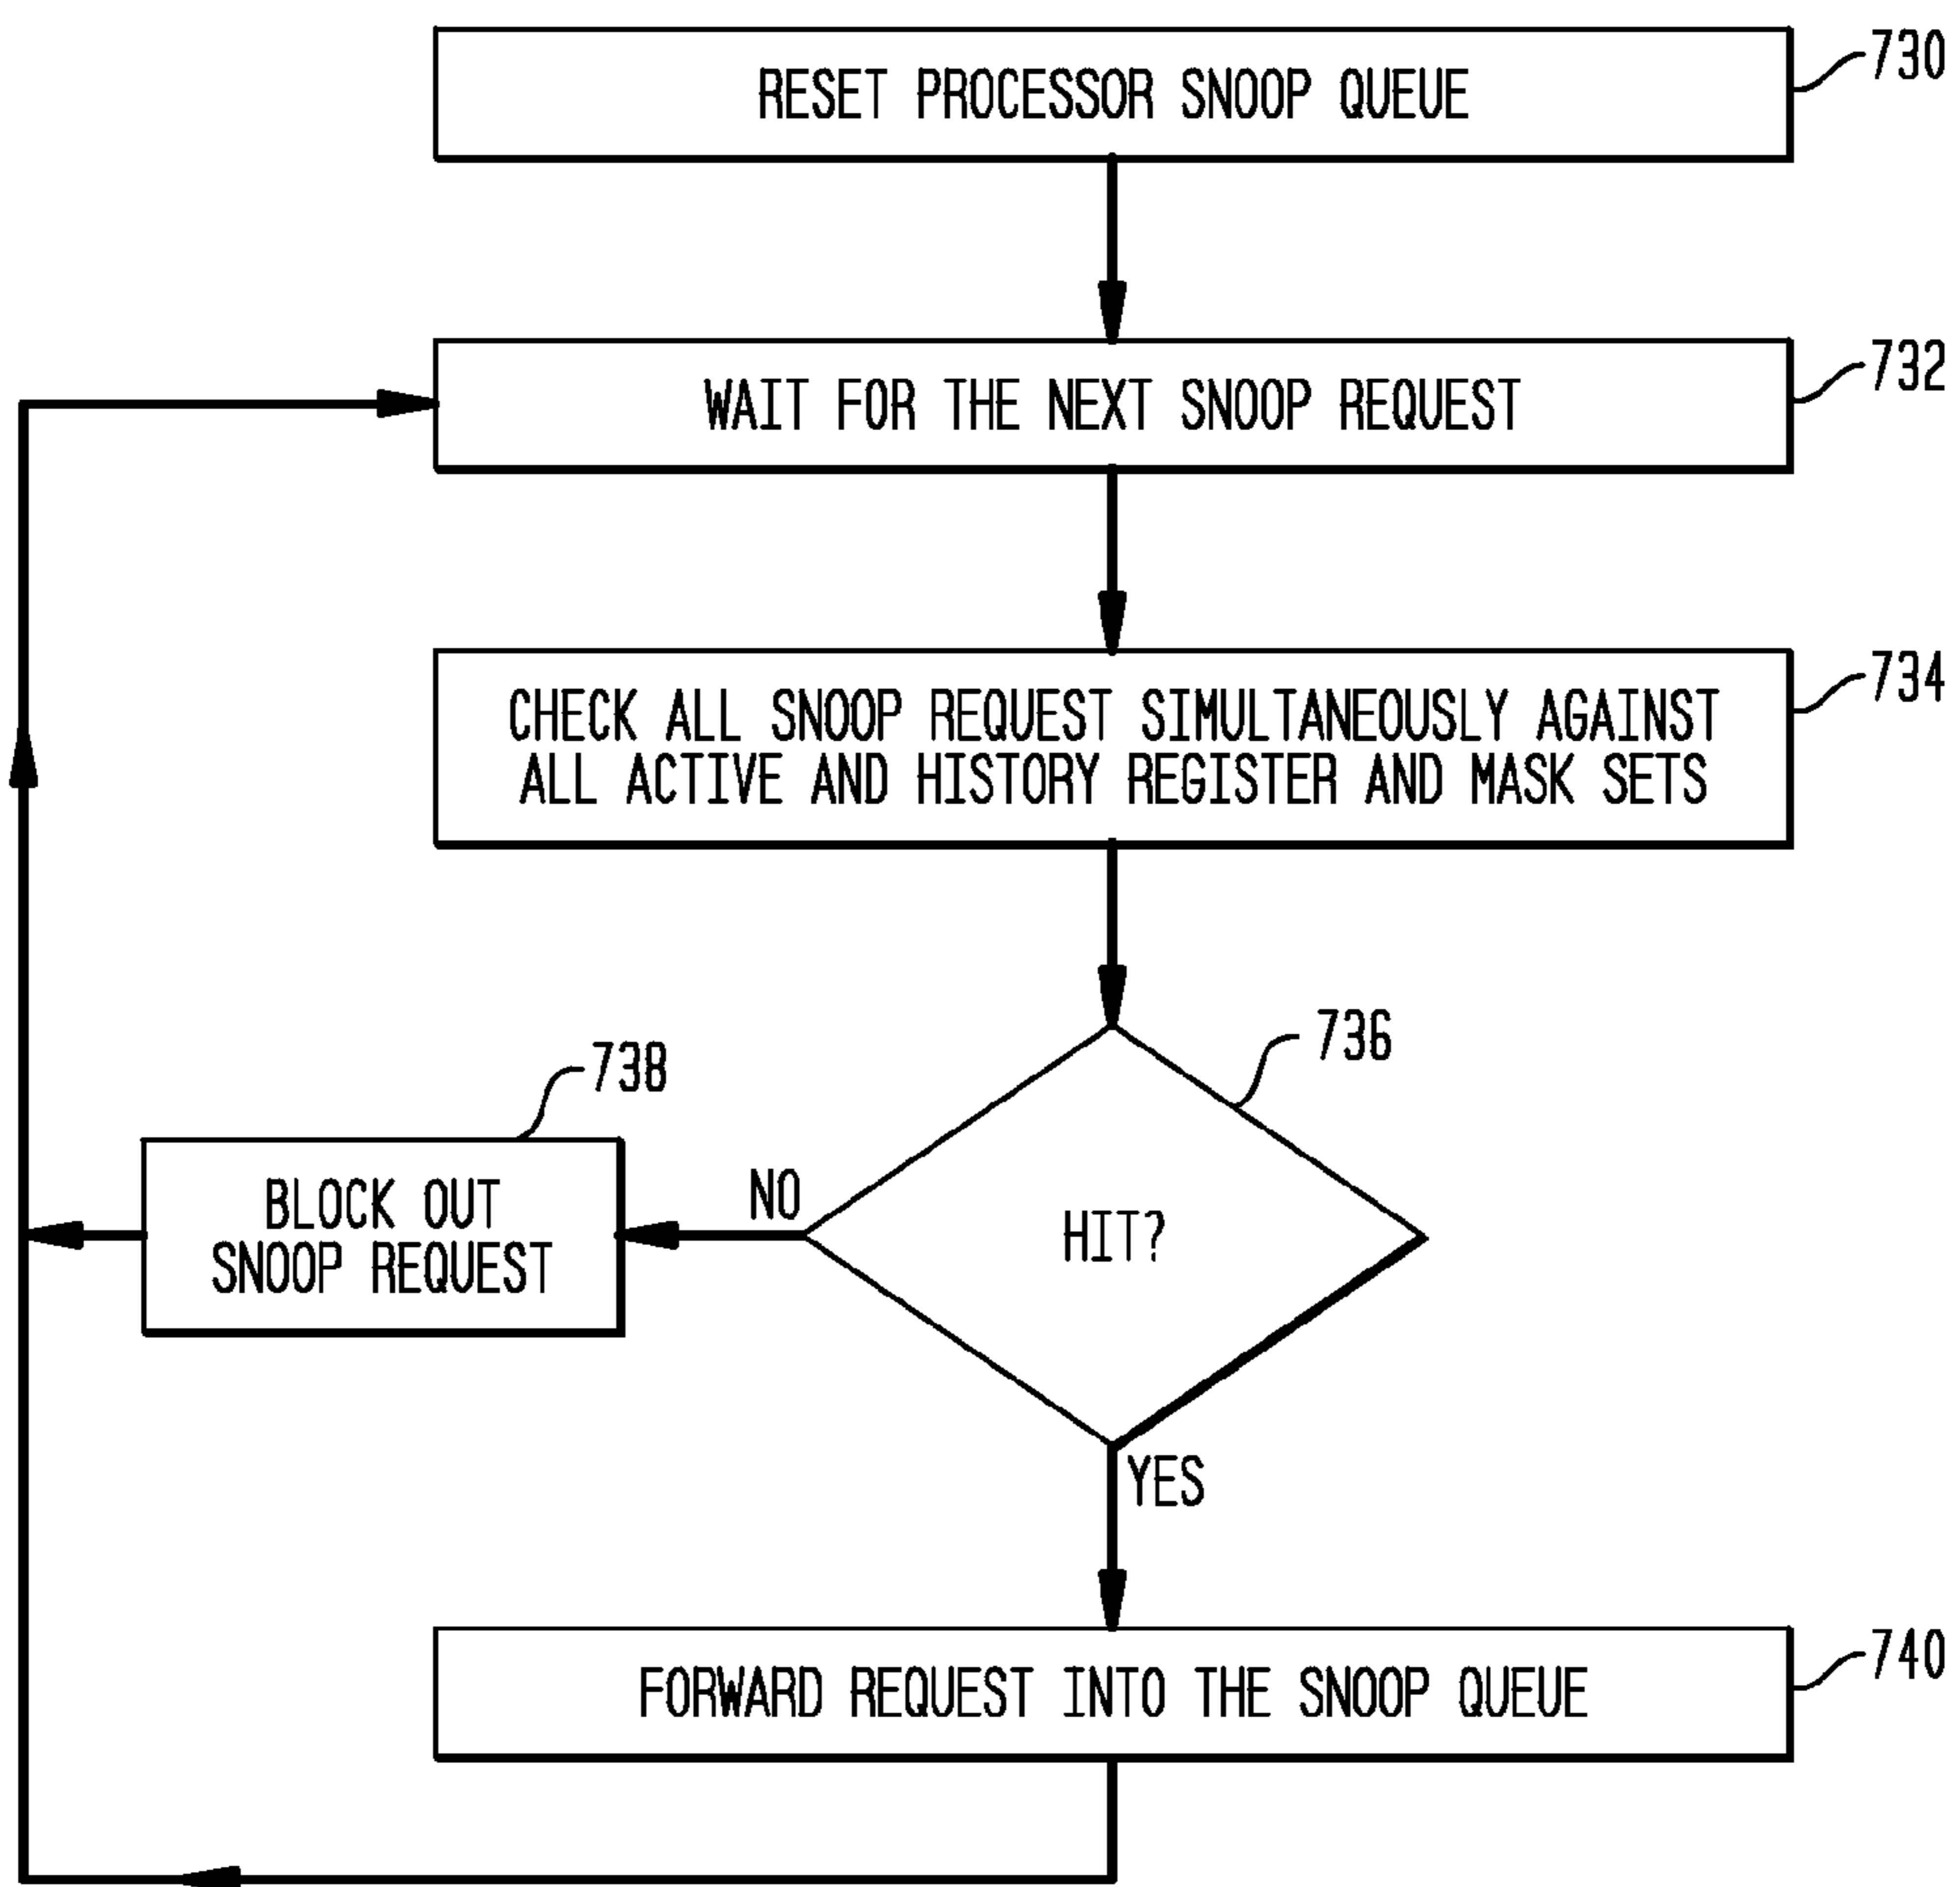 RESET PROCESSOR SNOOP QUEUE
730
WAIT FOR THE NEXT SNOOP REQUEST
732
CHECK ALL SNOOP REQUEST SIMULTANEOUSLY AGAINST
ALL ACTIVE AND HISTORY REGISTER AND MASK SETS
734
736
738
BLOCK OUT
SNOOP REQUEST
NO
HIT?
YES
FORWARD REQUEST INTO THE SNOOP QUEUE
740